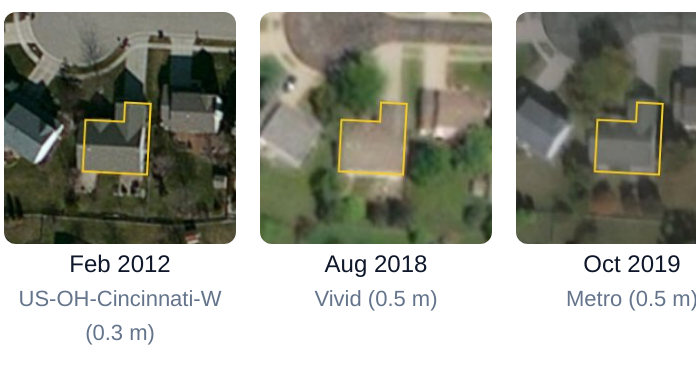 Feb 2012
US-OH-Cincinnati-W
(0.3 m)
Aug 2018
Vivid (0.5 m)
Oct 2019
Metro (0.5 m)